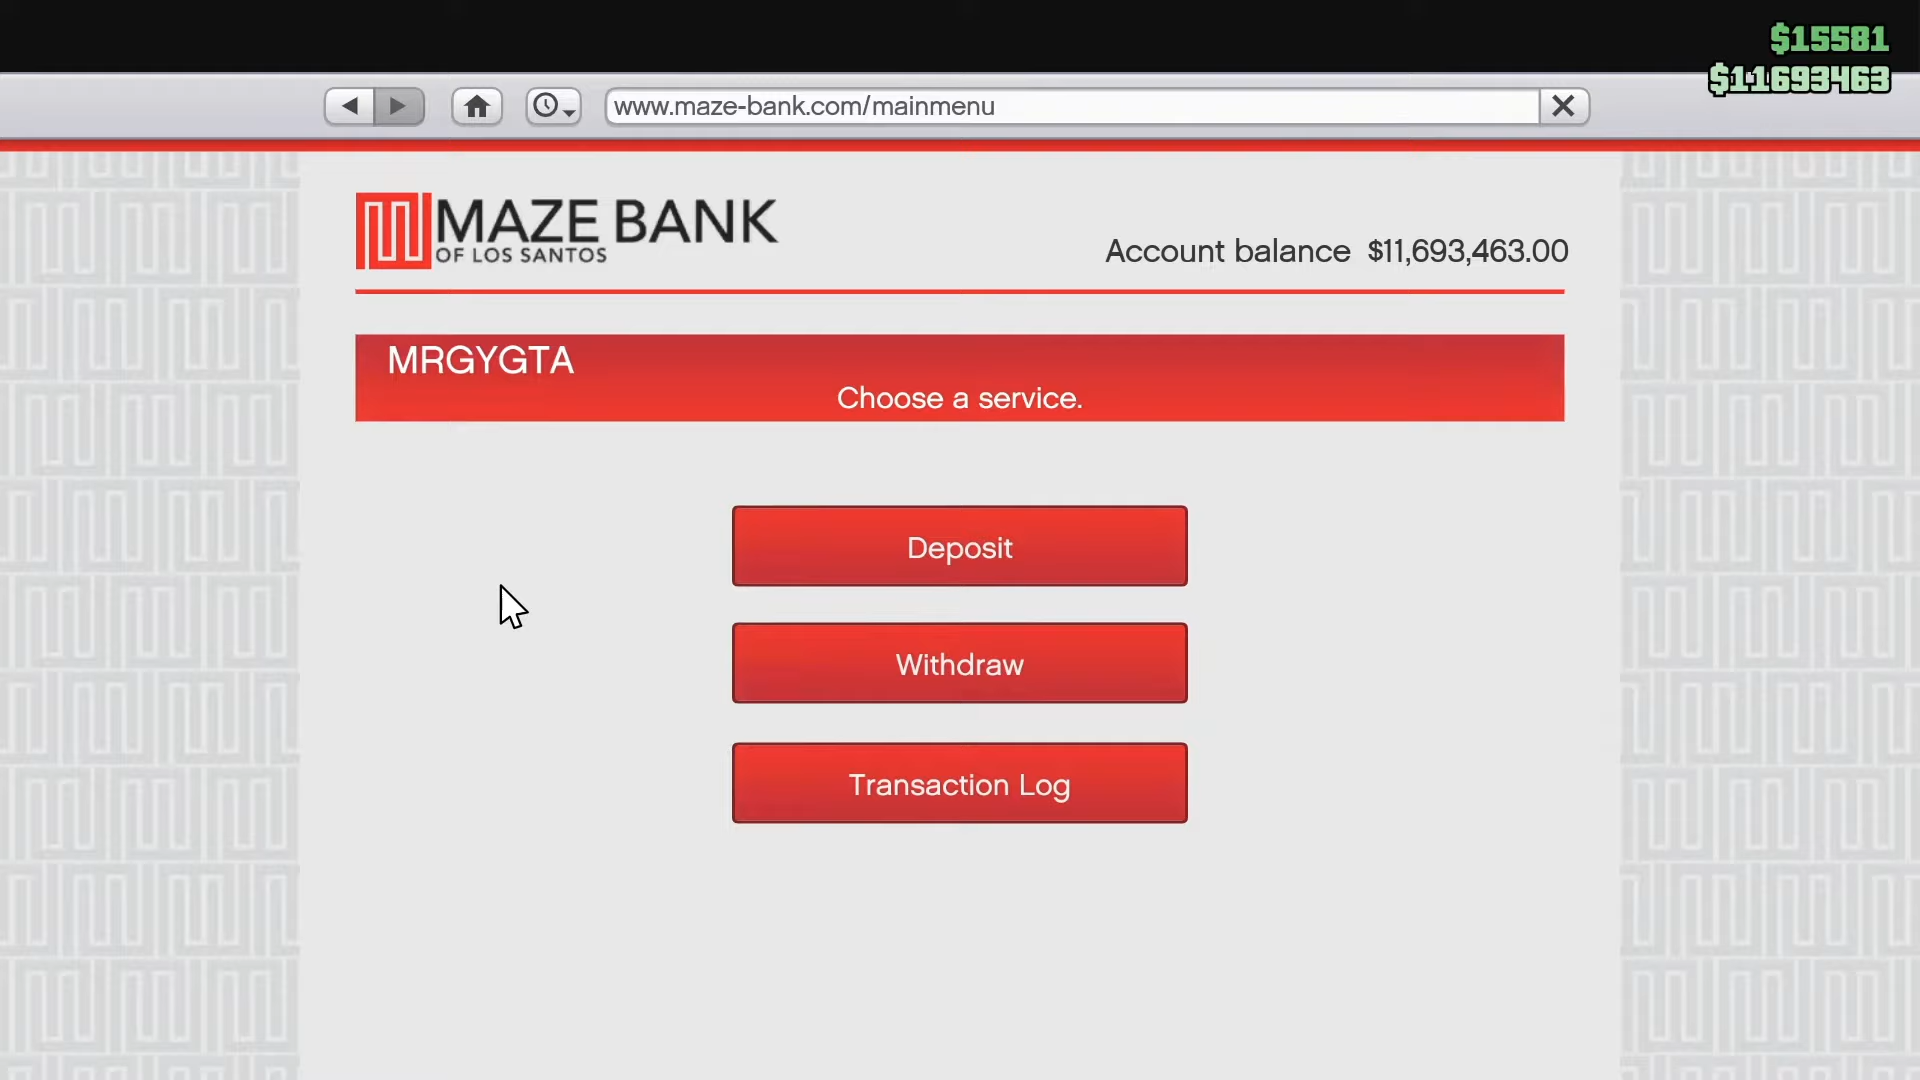 $15581
$11693463
www.maze-bank.com/mainmenu
MAZE BANK
OF LOS SANTOS
Account balance $11,693,463.00
MRGYGTA
Choose a service.
Deposit
Withdraw
Transaction Log